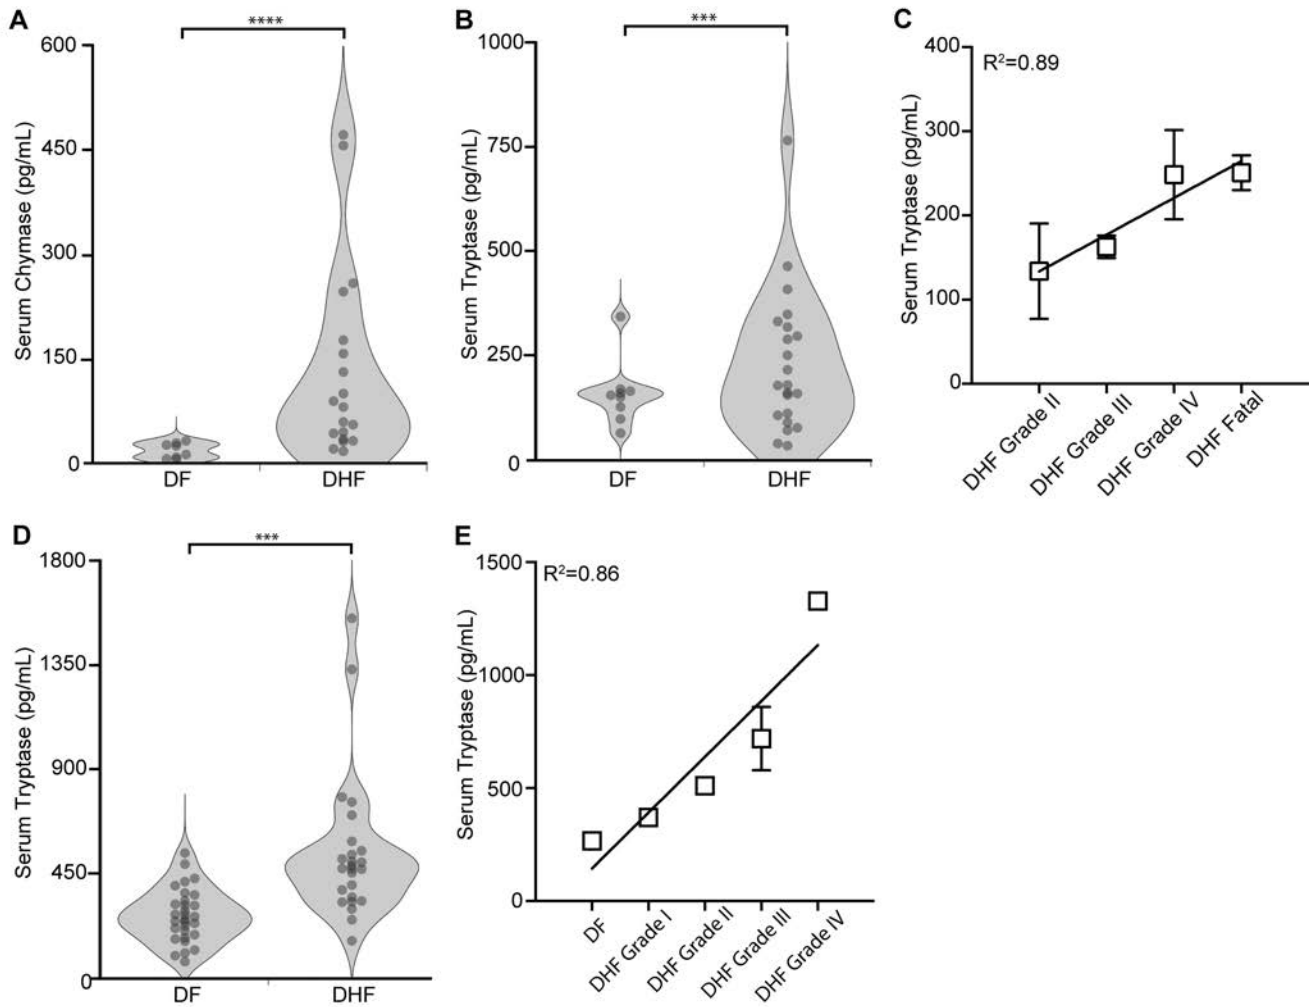 A
****
600
450
300
150
0
Serum Chymase (pg/mL)
DF
DHF
B
***
1000
750
500
250
0
Serum Tryptase (pg/mL)
DF
DHF
C
R²=0.89
400
300
200
100
0
Serum Tryptase (pg/mL)
DHF Grade II
DHF Grade III
DHF Grade IV
DHF Fatal
D
***
1800
1350
900
450
0
Serum Tryptase (pg/mL)
DF
DHF
E
R²=0.86
1500
1000
500
0
Serum Tryptase (pg/mL)
DF
DHF Grade I
DHF Grade II
DHF Grade III
DHF Grade IV